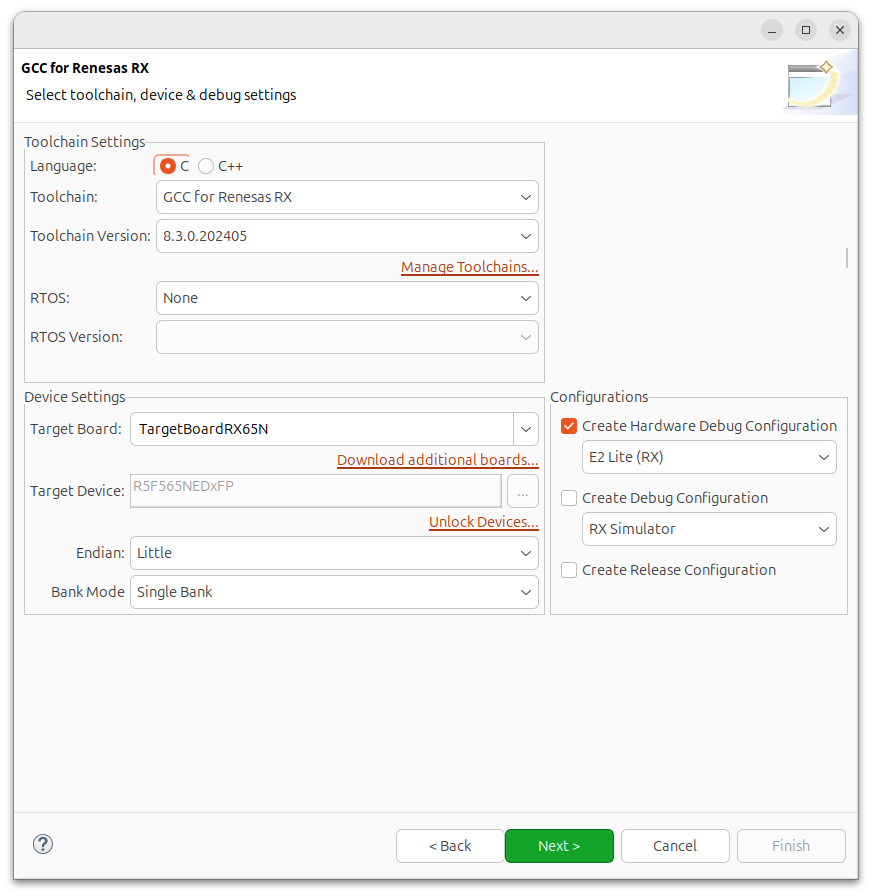 GCC for Renesas RX
Select toolchain, device & debug settings
Toolchain Settings
Language: C C++
Toolchain: GCC for Renesas RX
Toolchain Version: 8.3.0.202405
Manage Toolchains...
RTOS: None
RTOS Version:
Device Settings
Target Board: TargetBoardRX65N
Download additional boards...
Target Device: R5F565NEDxFP ...
Unlock Devices...
Endian: Little
Bank Mode Single Bank
Configurations
Create Hardware Debug Configuration
E2 Lite (RX)
Create Debug Configuration
RX Simulator
Create Release Configuration
? < Back Next > Cancel Finish